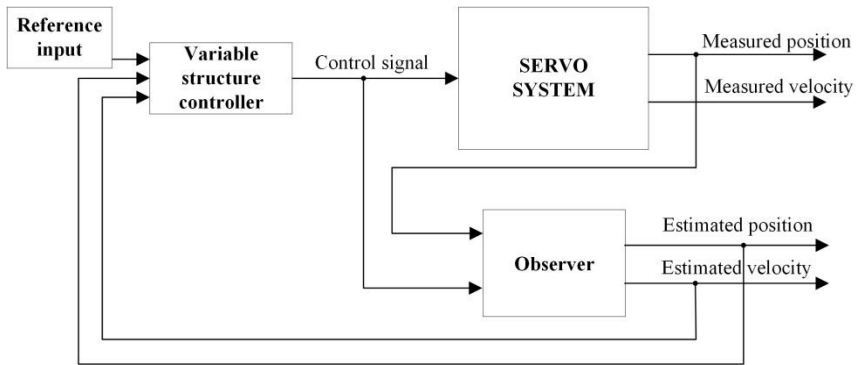 Reference
input
Variable
structure
controller
Control signal
SERVO
SYSTEM
Measured position
Measured velocity
Observer
Estimated position
Estimated velocity